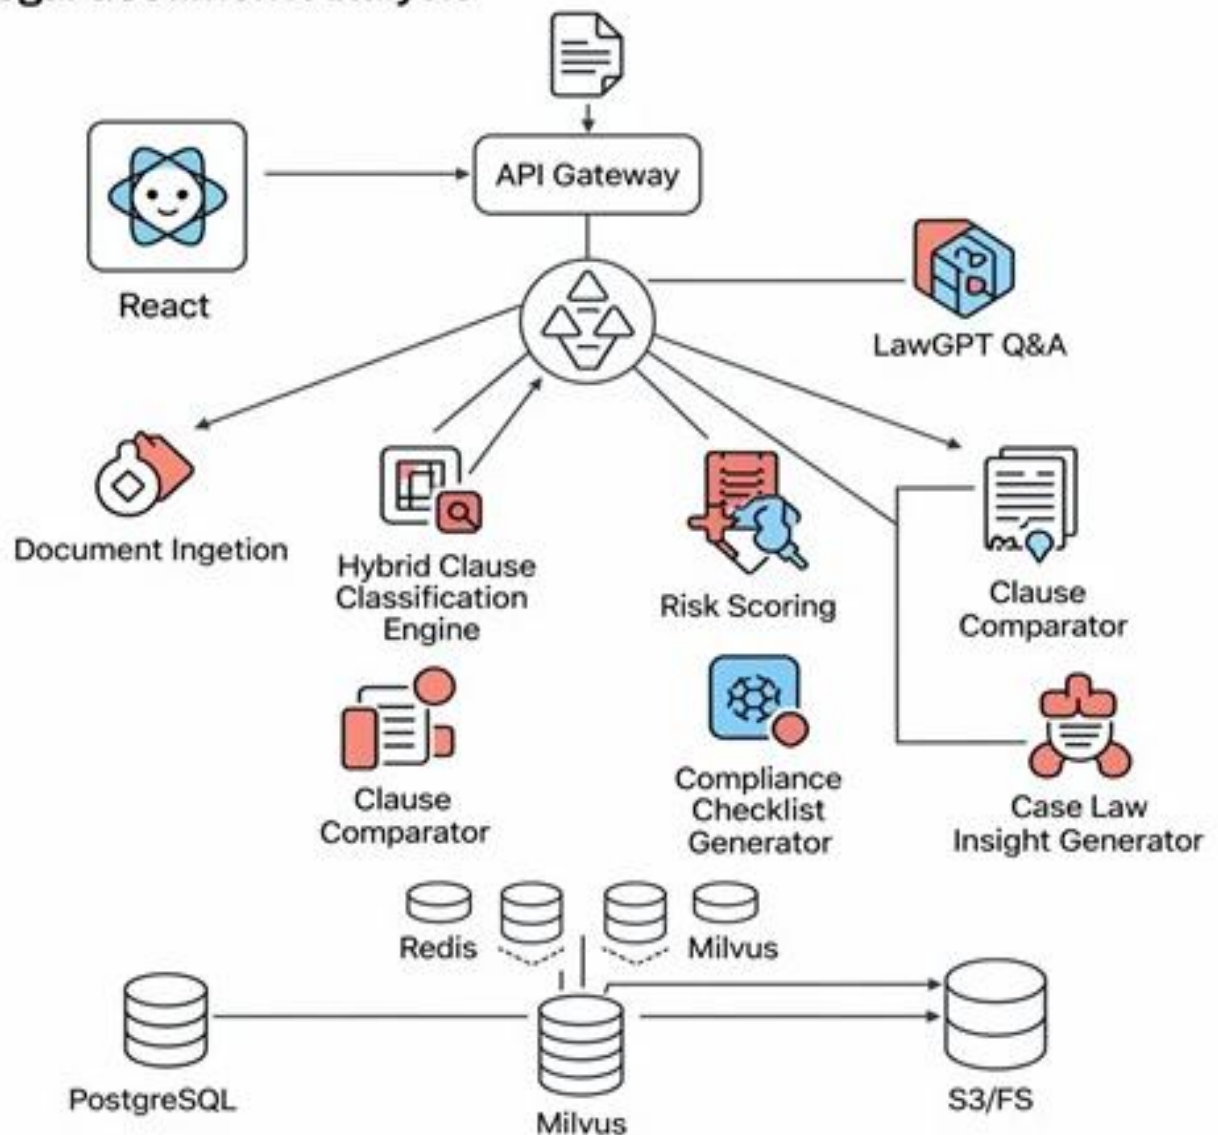 API Gateway
React
LawGPT Q&A
Document Ingetion
Hybrid Clause
Classification
Engine
Risk Scoring
Clause
Comparator
Clause
Comparator
Compliance
Checklist
Generator
Case Law
Insight Generator
Redis
Milvus
PostgreSQL
Milvus
S3/FS